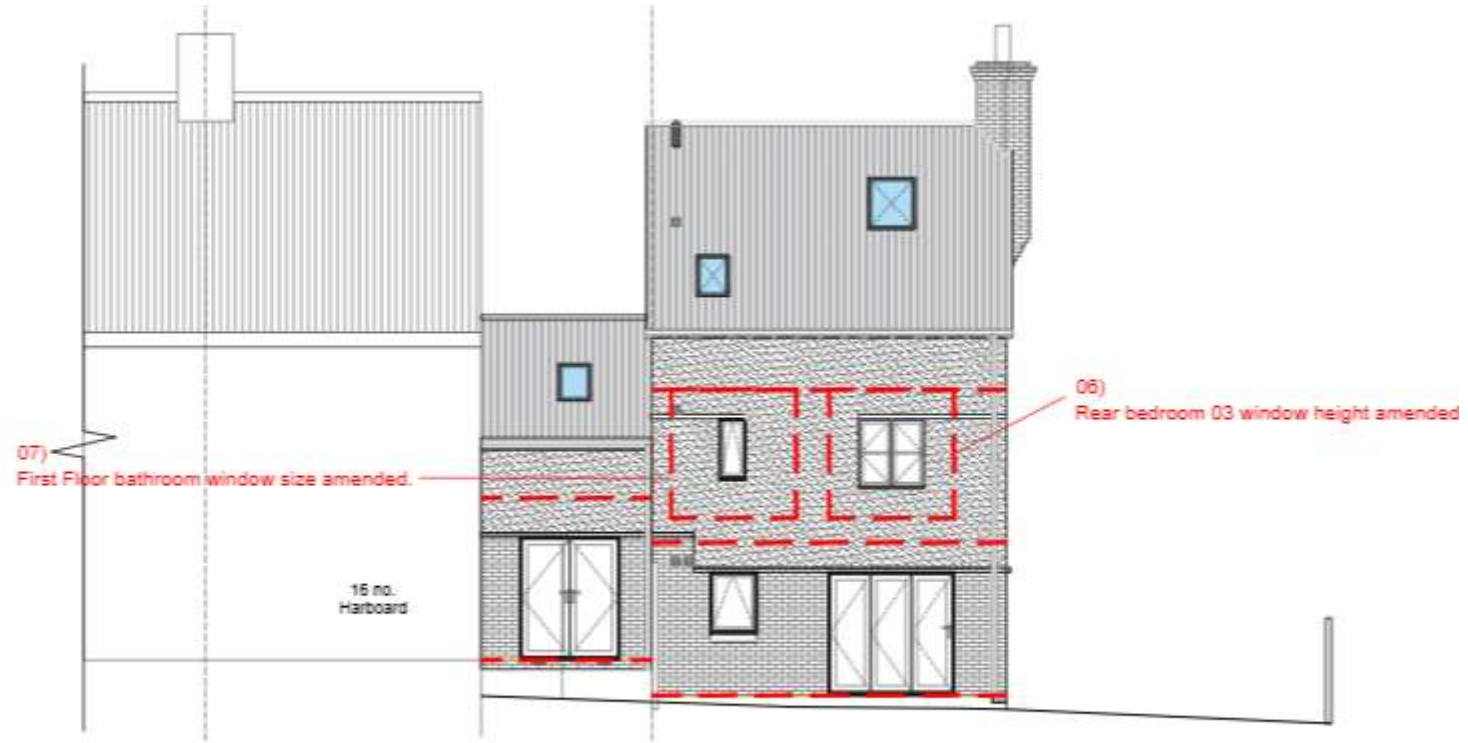 06)
Rear bedroom 03 window height amended
07)
First Floor bathroom window size amended.
16 no.
Harboard